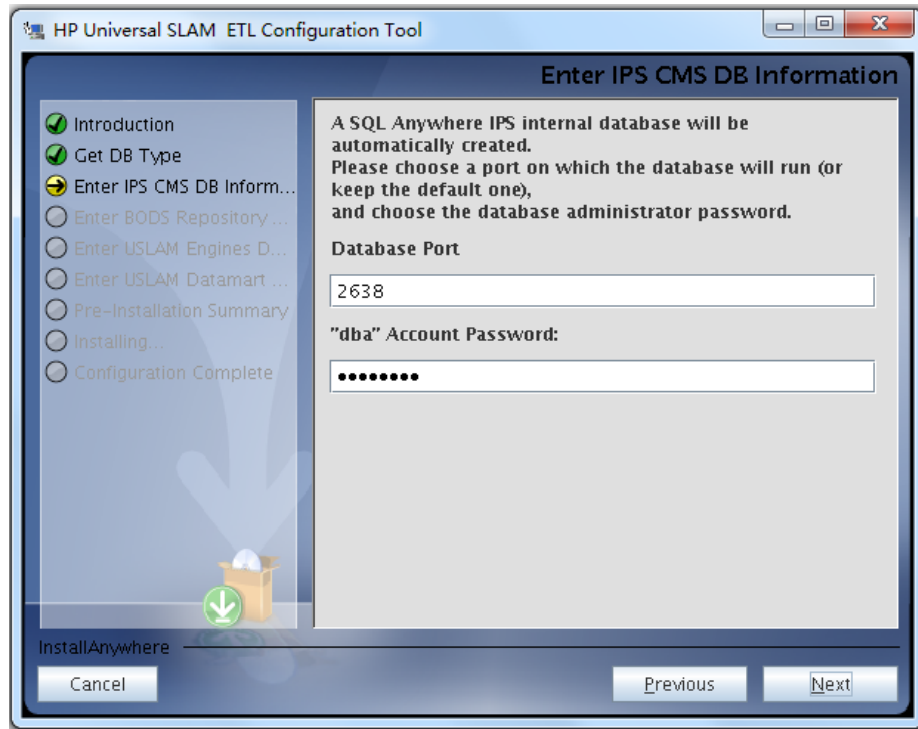 HP Universal SLAM  ETL Configuration Tool
Enter IPS CMS DB Information
Introduction
Get DB Type
Enter IPS CMS DB Inform...
Enter BODS Repository ...
Enter USLAM Engines D...
Enter USLAM Datamart ...
Pre-Installation Summary
Installing...
Configuration Complete
A SQL Anywhere IPS internal database will be
automatically created.
Please choose a port on which the database will run (or
keep the default one),
and choose the database administrator password.
Database Port
2638
"dba" Account Password:
••••••••
InstallAnywhere
Cancel
Previous
Next